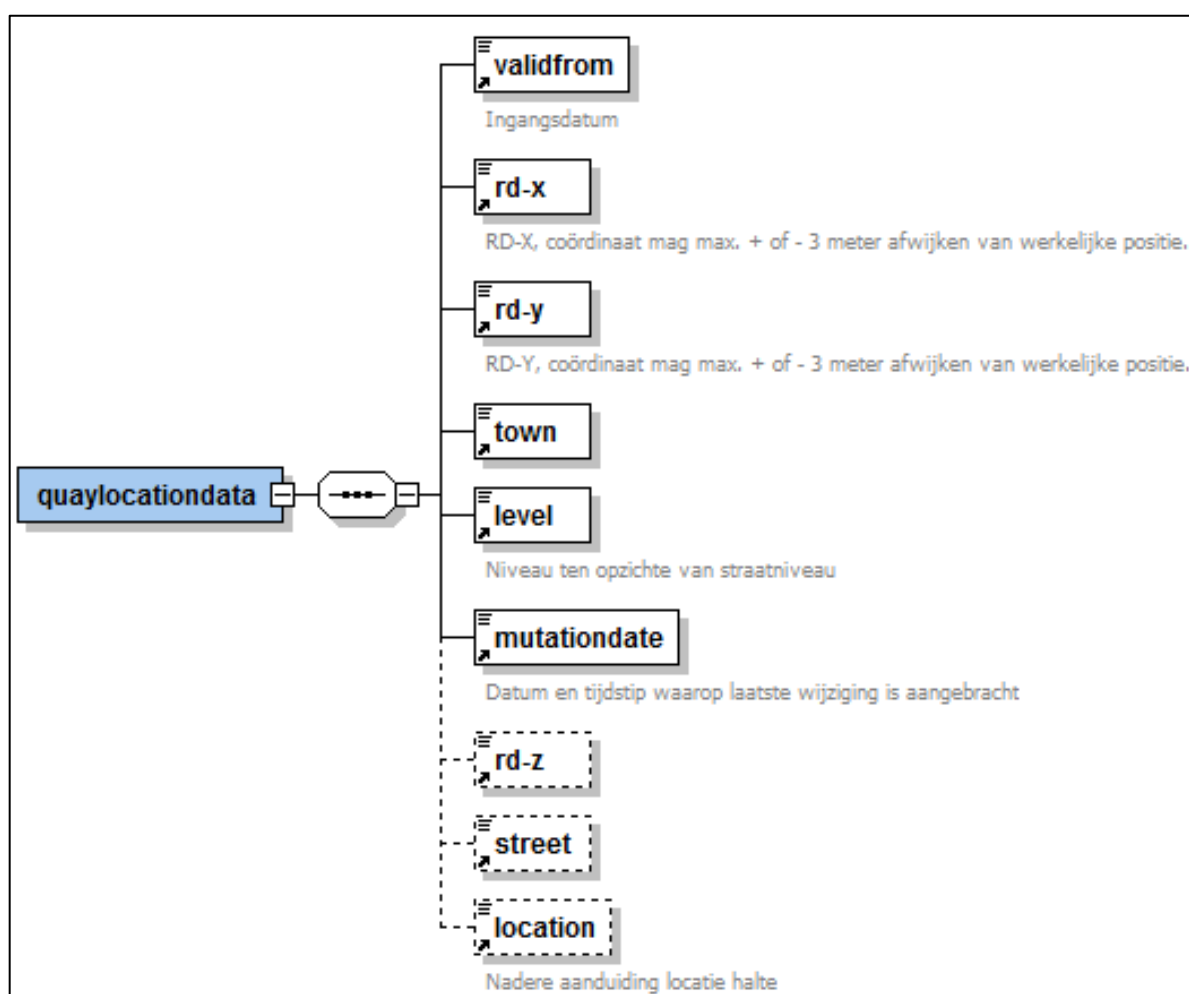 validfrom
Ingangsdatum
rd-x
RD-X, coördinaat mag max. + of - 3 meter afwijken van werkelijke positie.
rd-y
RD-Y, coördinaat mag max. + of - 3 meter afwijken van werkelijke positie.
town
quaylocationdata
level
Niveau ten opzichte van straatniveau
mutationdate
Datum en tijdstip waarop laatste wijziging is aangebracht
rd-z
street
location
Nadere aanduiding locatie halte